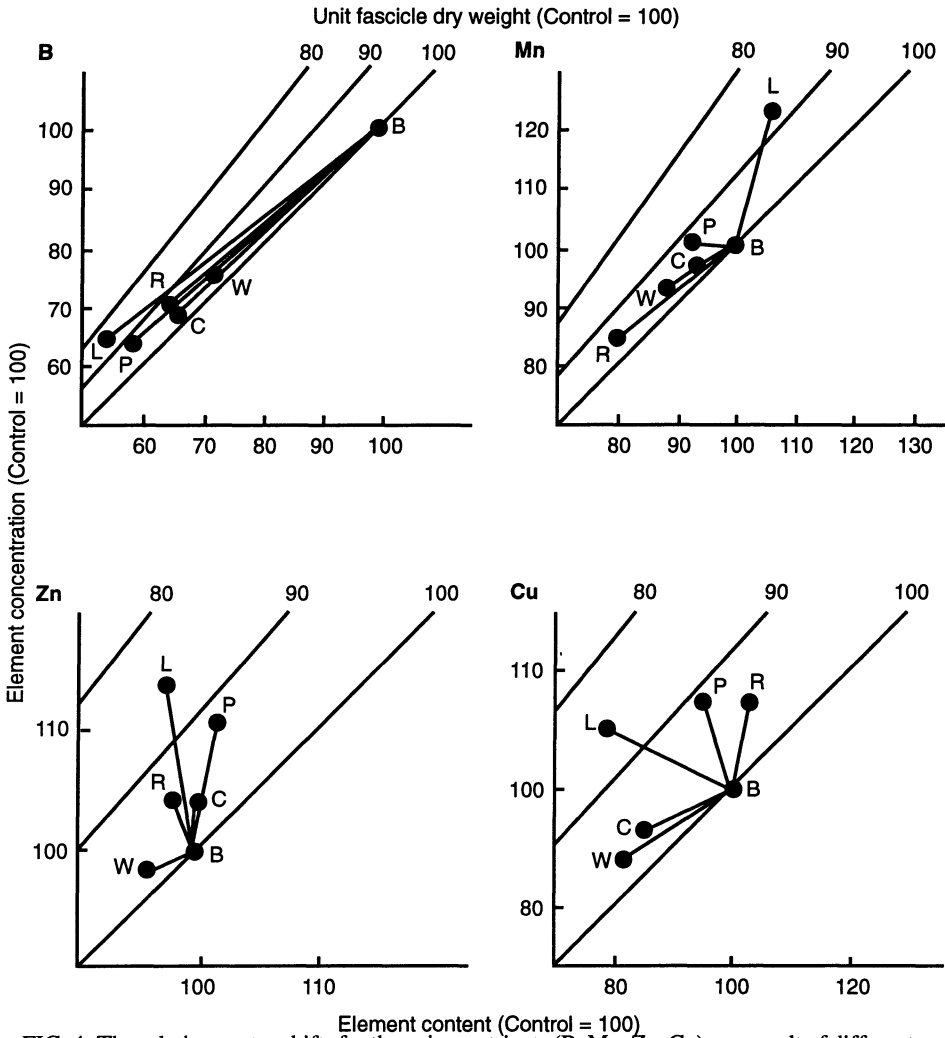 Unit fascicle dry weight (Control = 100)
B 80 90 100
Mn 80 90 100
100
90
80
70
60
B
R
W
C
L
P
60 70 80 90 100
120
110
100
90
80
L
P
B
C
W
R
80 90 100 110 120 130
Element concentration (Control = 100)
Zn 80 90 100
Cu 80 90 100
110
100
L
P
R
C
W
B
100 110
110
100
80
P
R
L
B
C
W
80 100 120
Element content (Control = 100)